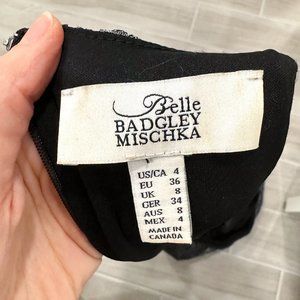 Belle
BADGLEY
MISCHKA
US/CA 4
EU 36
UK 8
GER 34
AUS 8
MEX 4
MADE IN
CANADA